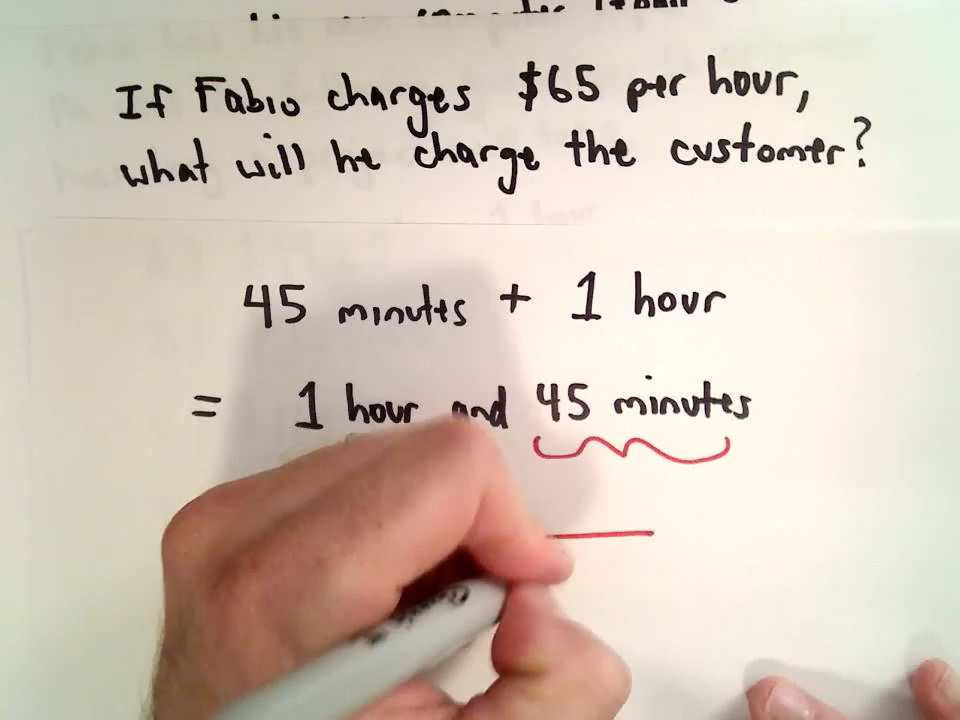 If Fabio charges $65 per hour,
what will he charge the customer?
45 minutes + 1 hour
= 1 hour and 45 minutes